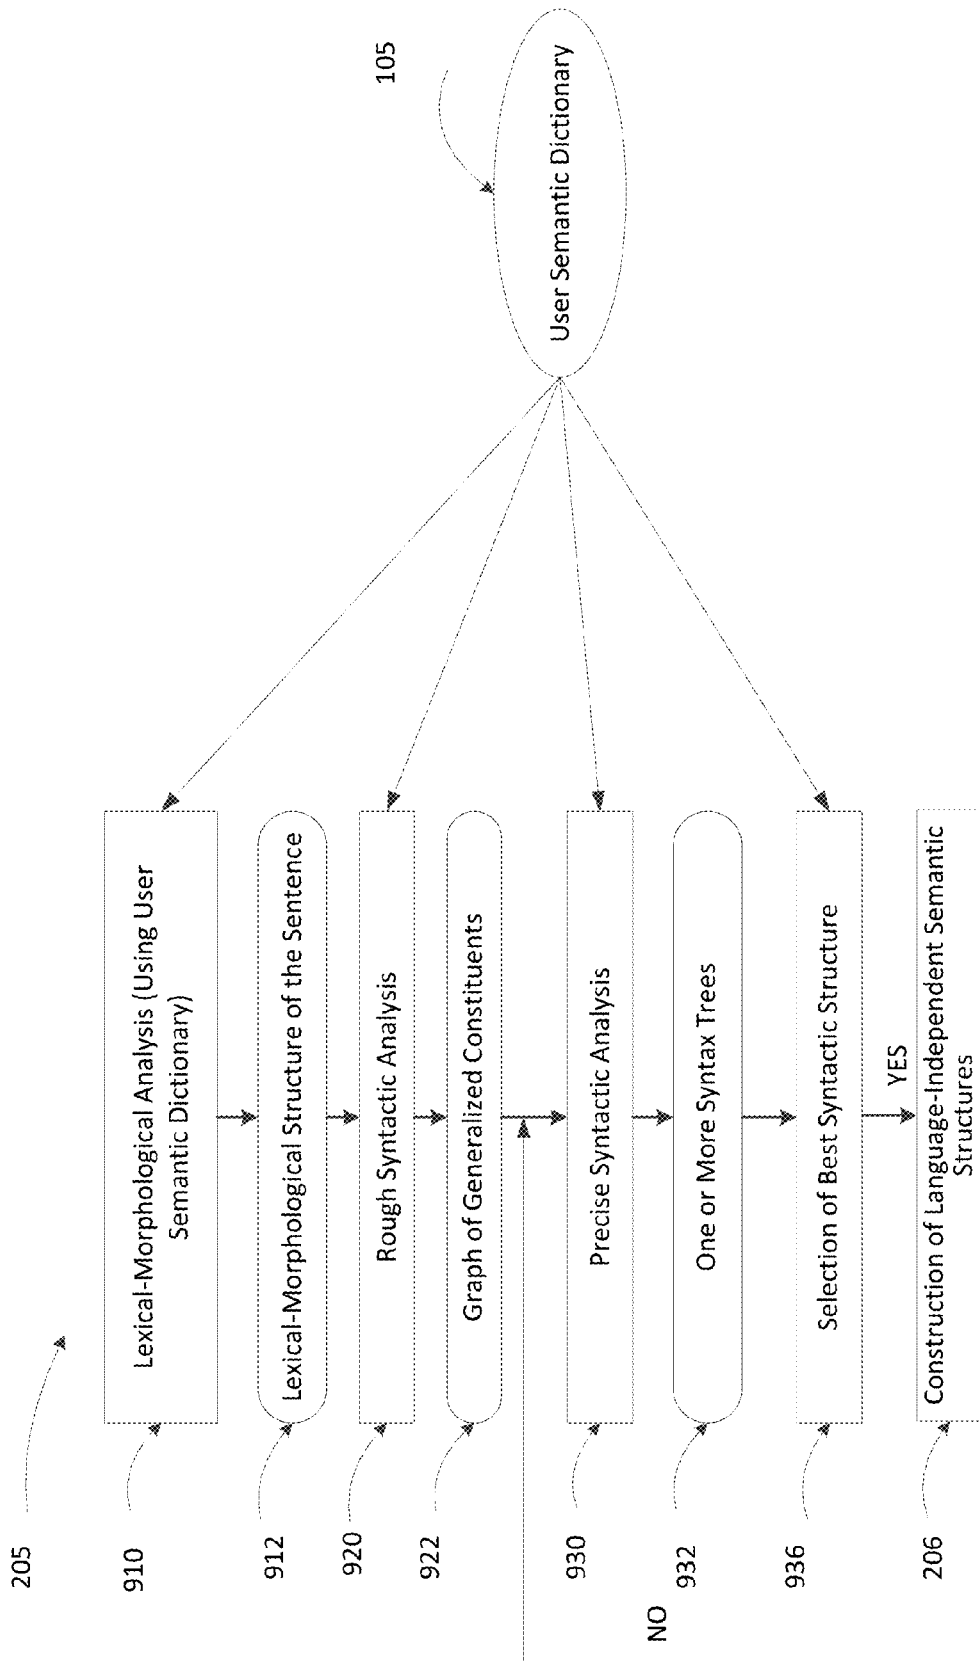 205
910
Lexical-Morphological Analysis (Using User
Semantic Dictionary)
912
Lexical-Morphological Structure of the Sentence
920
Rough Syntactic Analysis
922
Graph of Generalized Constituents
930
Precise Syntactic Analysis
NO
932
One or More Syntax Trees
936
Selection of Best Syntactic Structure
YES
206
Construction of Language-Independent Semantic
Structures
105
User Semantic Dictionary